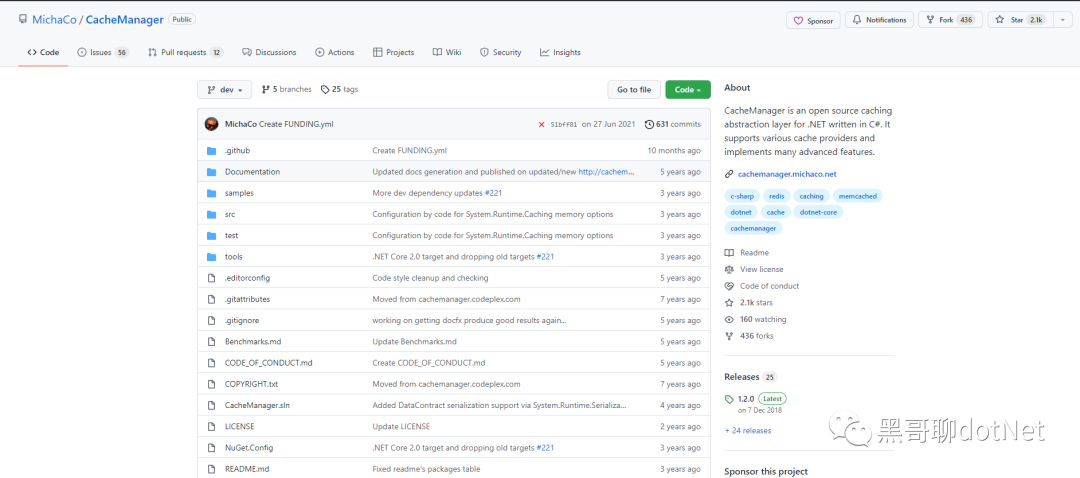 MichaCo / CacheManager Public
Sponsor Notifications Fork 436 Star 2.1k
Code Issues 56 Pull requests 12 Discussions Actions Projects Wiki Security Insights
dev 5 branches 25 tags Go to file Code
MichaCo Create FUNDING.yml 51bff81 on 27 Jun 2021 631 commits
.github Create FUNDING.yml 10 months ago
Documentation Updated docs generation and published on updated/new http://cachem... 5 years ago
samples More dev dependency updates #221 3 years ago
src Configuration by code for System.Runtime.Caching memory options 3 years ago
test Configuration by code for System.Runtime.Caching memory options 3 years ago
tools .NET Core 2.0 target and dropping old targets #221 3 years ago
.editorconfig Code style cleanup and checking 5 years ago
.gitattributes Moved from cachemanager.codeplex.com 7 years ago
.gitignore working on getting docfx produce good results again... 5 years ago
Benchmarks.md Update Benchmarks.md 5 years ago
CODE_OF_CONDUCT.md Create CODE_OF_CONDUCT.md 5 years ago
COPYRIGHT.txt Moved from cachemanager.codeplex.com 7 years ago
CacheManager.sln Added DataContract serialization support via System.Runtime.Serializa... 4 years ago
LICENSE Update LICENSE 2 years ago
NuGet.Config .NET Core 2.0 target and dropping old targets #221 3 years ago
README.md Fixed readme's packages table 3 years ago
About
CacheManager is an open source caching
abstraction layer for .NET written in C#. It
supports various cache providers and
implements many advanced features.
cachemanager.michaco.net
c-sharp redis caching memcached
dotnet cache dotnet-core
cachemanager
Readme
View license
Code of conduct
2.1k stars
160 watching
436 forks
Releases 25
1.2.0 Latest
on 7 Dec 2018
+ 24 releases
Sponsor this project
黑哥聊dotNet